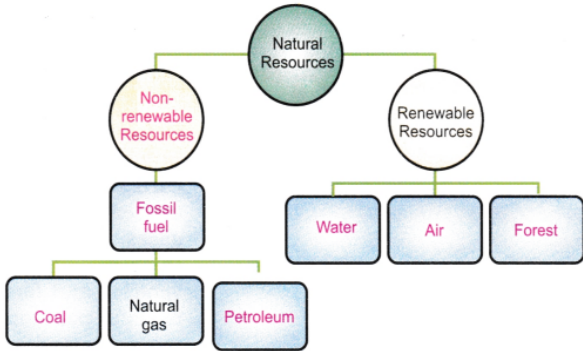 Natural
Resources
Non-
renewable
Resources
Renewable
Resources
Fossil
fuel
Water
Air
Forest
Coal
Natural
gas
Petroleum